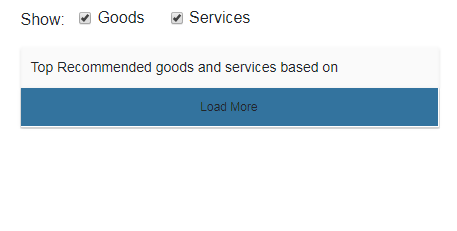 Show: Goods Services
Top Recommended goods and services based on
Load More